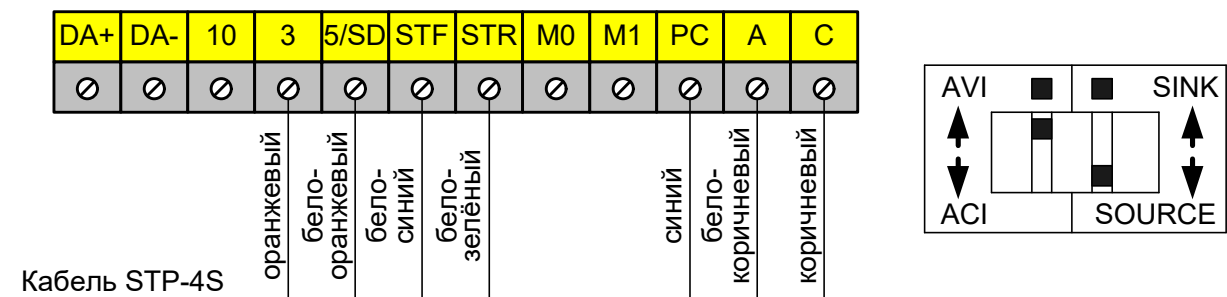 DA+ DA- 10 3 5/SD STF STR M0 M1 PC A C
AVI SINK
ACI SOURCE
оранжевый
бело-
оранжевый
бело-
синий
бело-
зелёный
синий
бело-
коричневый
коричневый
Кабель STP-4S